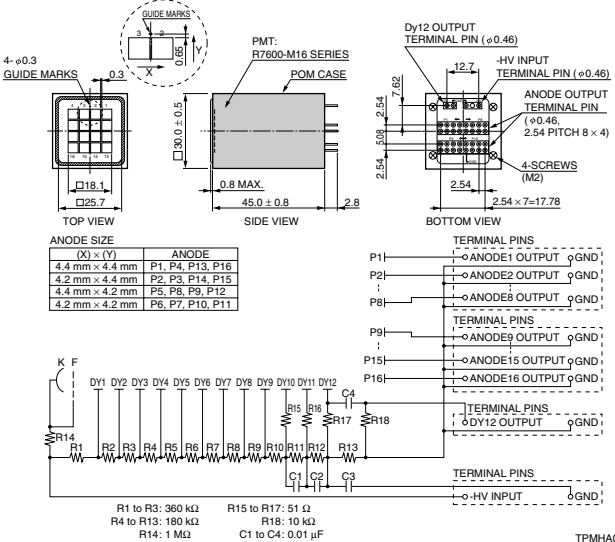 GUIDE MARKS
3 2
0.65
Y
X
4- φ0.3
GUIDE MARKS
0.3
□18.1
□25.7
TOP VIEW
PMT:
R7600-M16 SERIES
POM CASE
□30.0 ± 0.5
0.8 MAX.
45.0 ± 0.8
2.8
SIDE VIEW
Dy12 OUTPUT
TERMINAL PIN (φ0.46)
12.7
-HV INPUT
TERMINAL PIN (φ0.46)
7.62
2.54
5.08
2.54
ANODE OUTPUT
TERMINAL PIN
(φ0.46,
2.54 PITCH 8 × 4)
4-SCREWS
(M2)
2.54
2.54 × 7=17.78
BOTTOM VIEW
ANODE SIZE
(X) × (Y) ANODE
4.4 mm × 4.4 mm P1, P4, P13, P16
4.2 mm × 4.4 mm P2, P3, P14, P15
4.4 mm × 4.2 mm P5, P8, P9, P12
4.2 mm × 4.2 mm P6, P7, P10, P11
TERMINAL PINS
P1 ANODE1 OUTPUT GND
P2 ANODE2 OUTPUT GND
P8 ANODE8 OUTPUT GND
TERMINAL PINS
P9 ANODE9 OUTPUT GND
P15 ANODE15 OUTPUT GND
P16 ANODE16 OUTPUT GND
TERMINAL PINS
DY12 OUTPUT GND
TERMINAL PINS
-HV INPUT GND
K F
DY1 DY2 DY3 DY4 DY5 DY6 DY7 DY8 DY9 DY10 DY11 DY12
C4
R15 R16 R17 R18
R14
R1 R2 R3 R4 R5 R6 R7 R8 R9 R10 R11 R12 R13
C1 C2 C3
R1 to R3: 360 kΩ
R4 to R13: 180 kΩ
R14: 1 MΩ
R15 to R17: 51 Ω
R18: 10 kΩ
C1 to C4: 0.01 μF